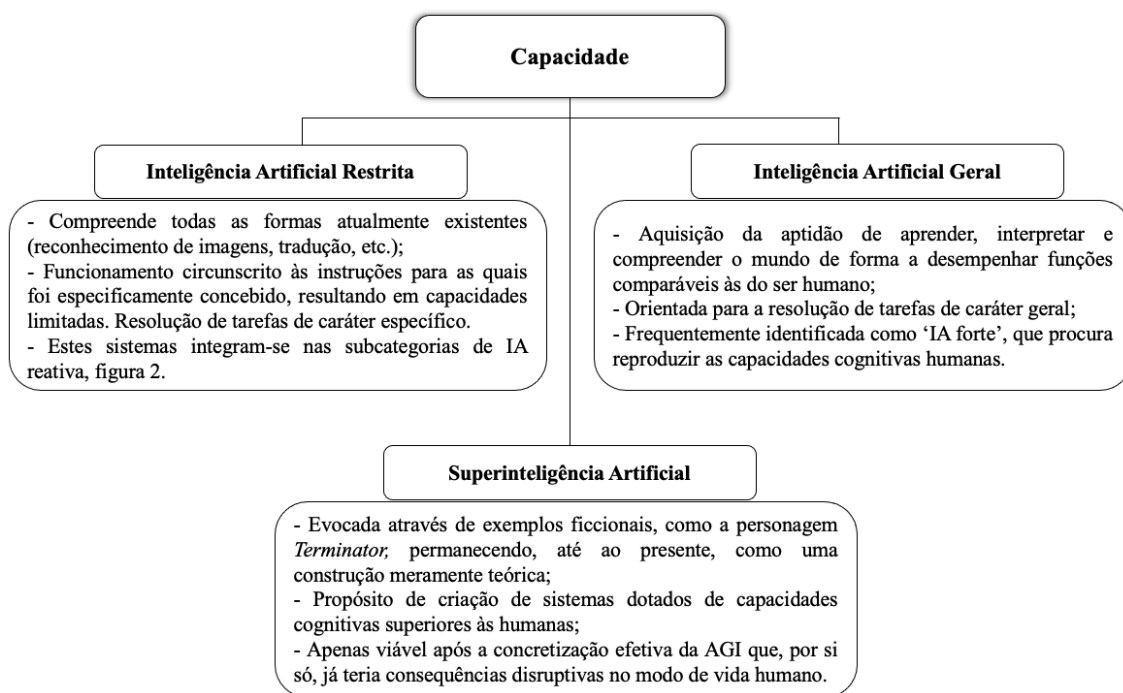 Capacidade
Inteligência Artificial Restrita
- Compreende todas as formas atualmente existentes
(reconhecimento de imagens, tradução, etc.);
- Funcionamento circunscrito às instruções para as quais
foi especificamente concebido, resultando em capacidades
limitadas. Resolução de tarefas de caráter específico.
- Estes sistemas integram-se nas subcategorias de IA
reativa, figura 2.
Inteligência Artificial Geral
- Aquisição da aptidão de aprender, interpretar e
compreender o mundo de forma a desempenhar funções
comparáveis às do ser humano;
- Orientada para a resolução de tarefas de caráter geral;
- Frequentemente identificada como ‘IA forte’, que procura
reproduzir as capacidades cognitivas humanas.
Superinteligência Artificial
- Evocada através de exemplos ficcionais, como a personagem
Terminator, permanecendo, até ao presente, como uma
construção meramente teórica;
- Propósito de criação de sistemas dotados de capacidades
cognitivas superiores às humanas;
- Apenas viável após a concretização efetiva da AGI que, por si
só, já teria consequências disruptivas no modo de vida humano.